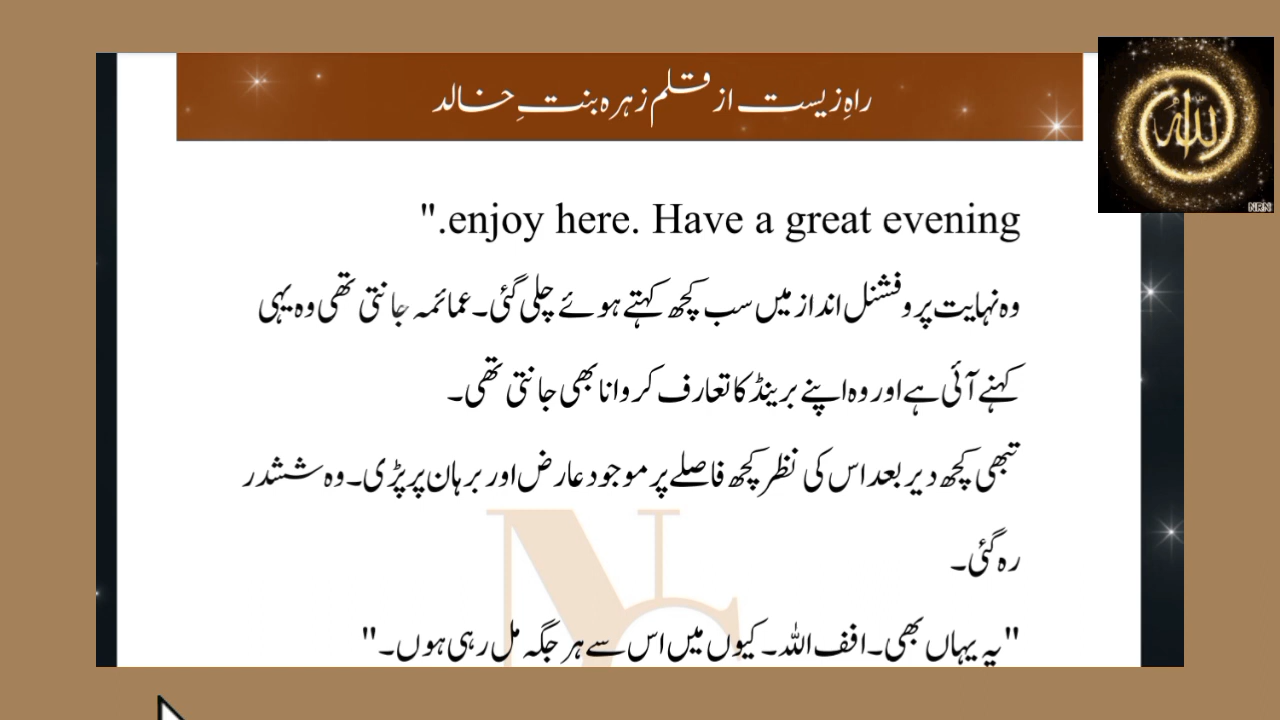 راہِ زیست از قلم زہرہ بنتِ خالد
enjoy here. Have a great evening."
وہ نہایت پروفشنل انداز میں سب کچھ کہتے ہوئے چلی گئی۔ عمائمہ جانتی تھی وہ یہی
کہنے آئی ہے اور وہ اپنے برینڈ کا تعارف کروانا بھی جانتی تھی۔
تبھی کچھ دیر بعد اس کی نظر کچھ فاصلے پر موجود عارض اور برہان پر پڑی۔ وہ ششدر
رہ گئی۔
"یہ یہاں بھی۔ افف اللہ۔ کیوں میں اس سے ہر جگہ مل رہی ہوں۔"
اللہ
NRN
NC